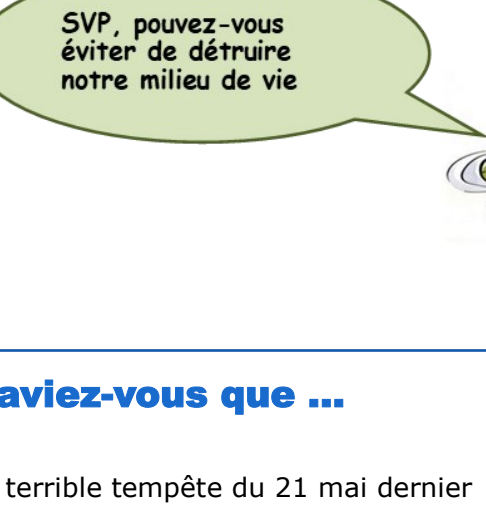 SVP, pouvez-vous
éviter de détruire
notre milieu de vie
aviez-vous que ...
terrible tempête du 21 mai dernier